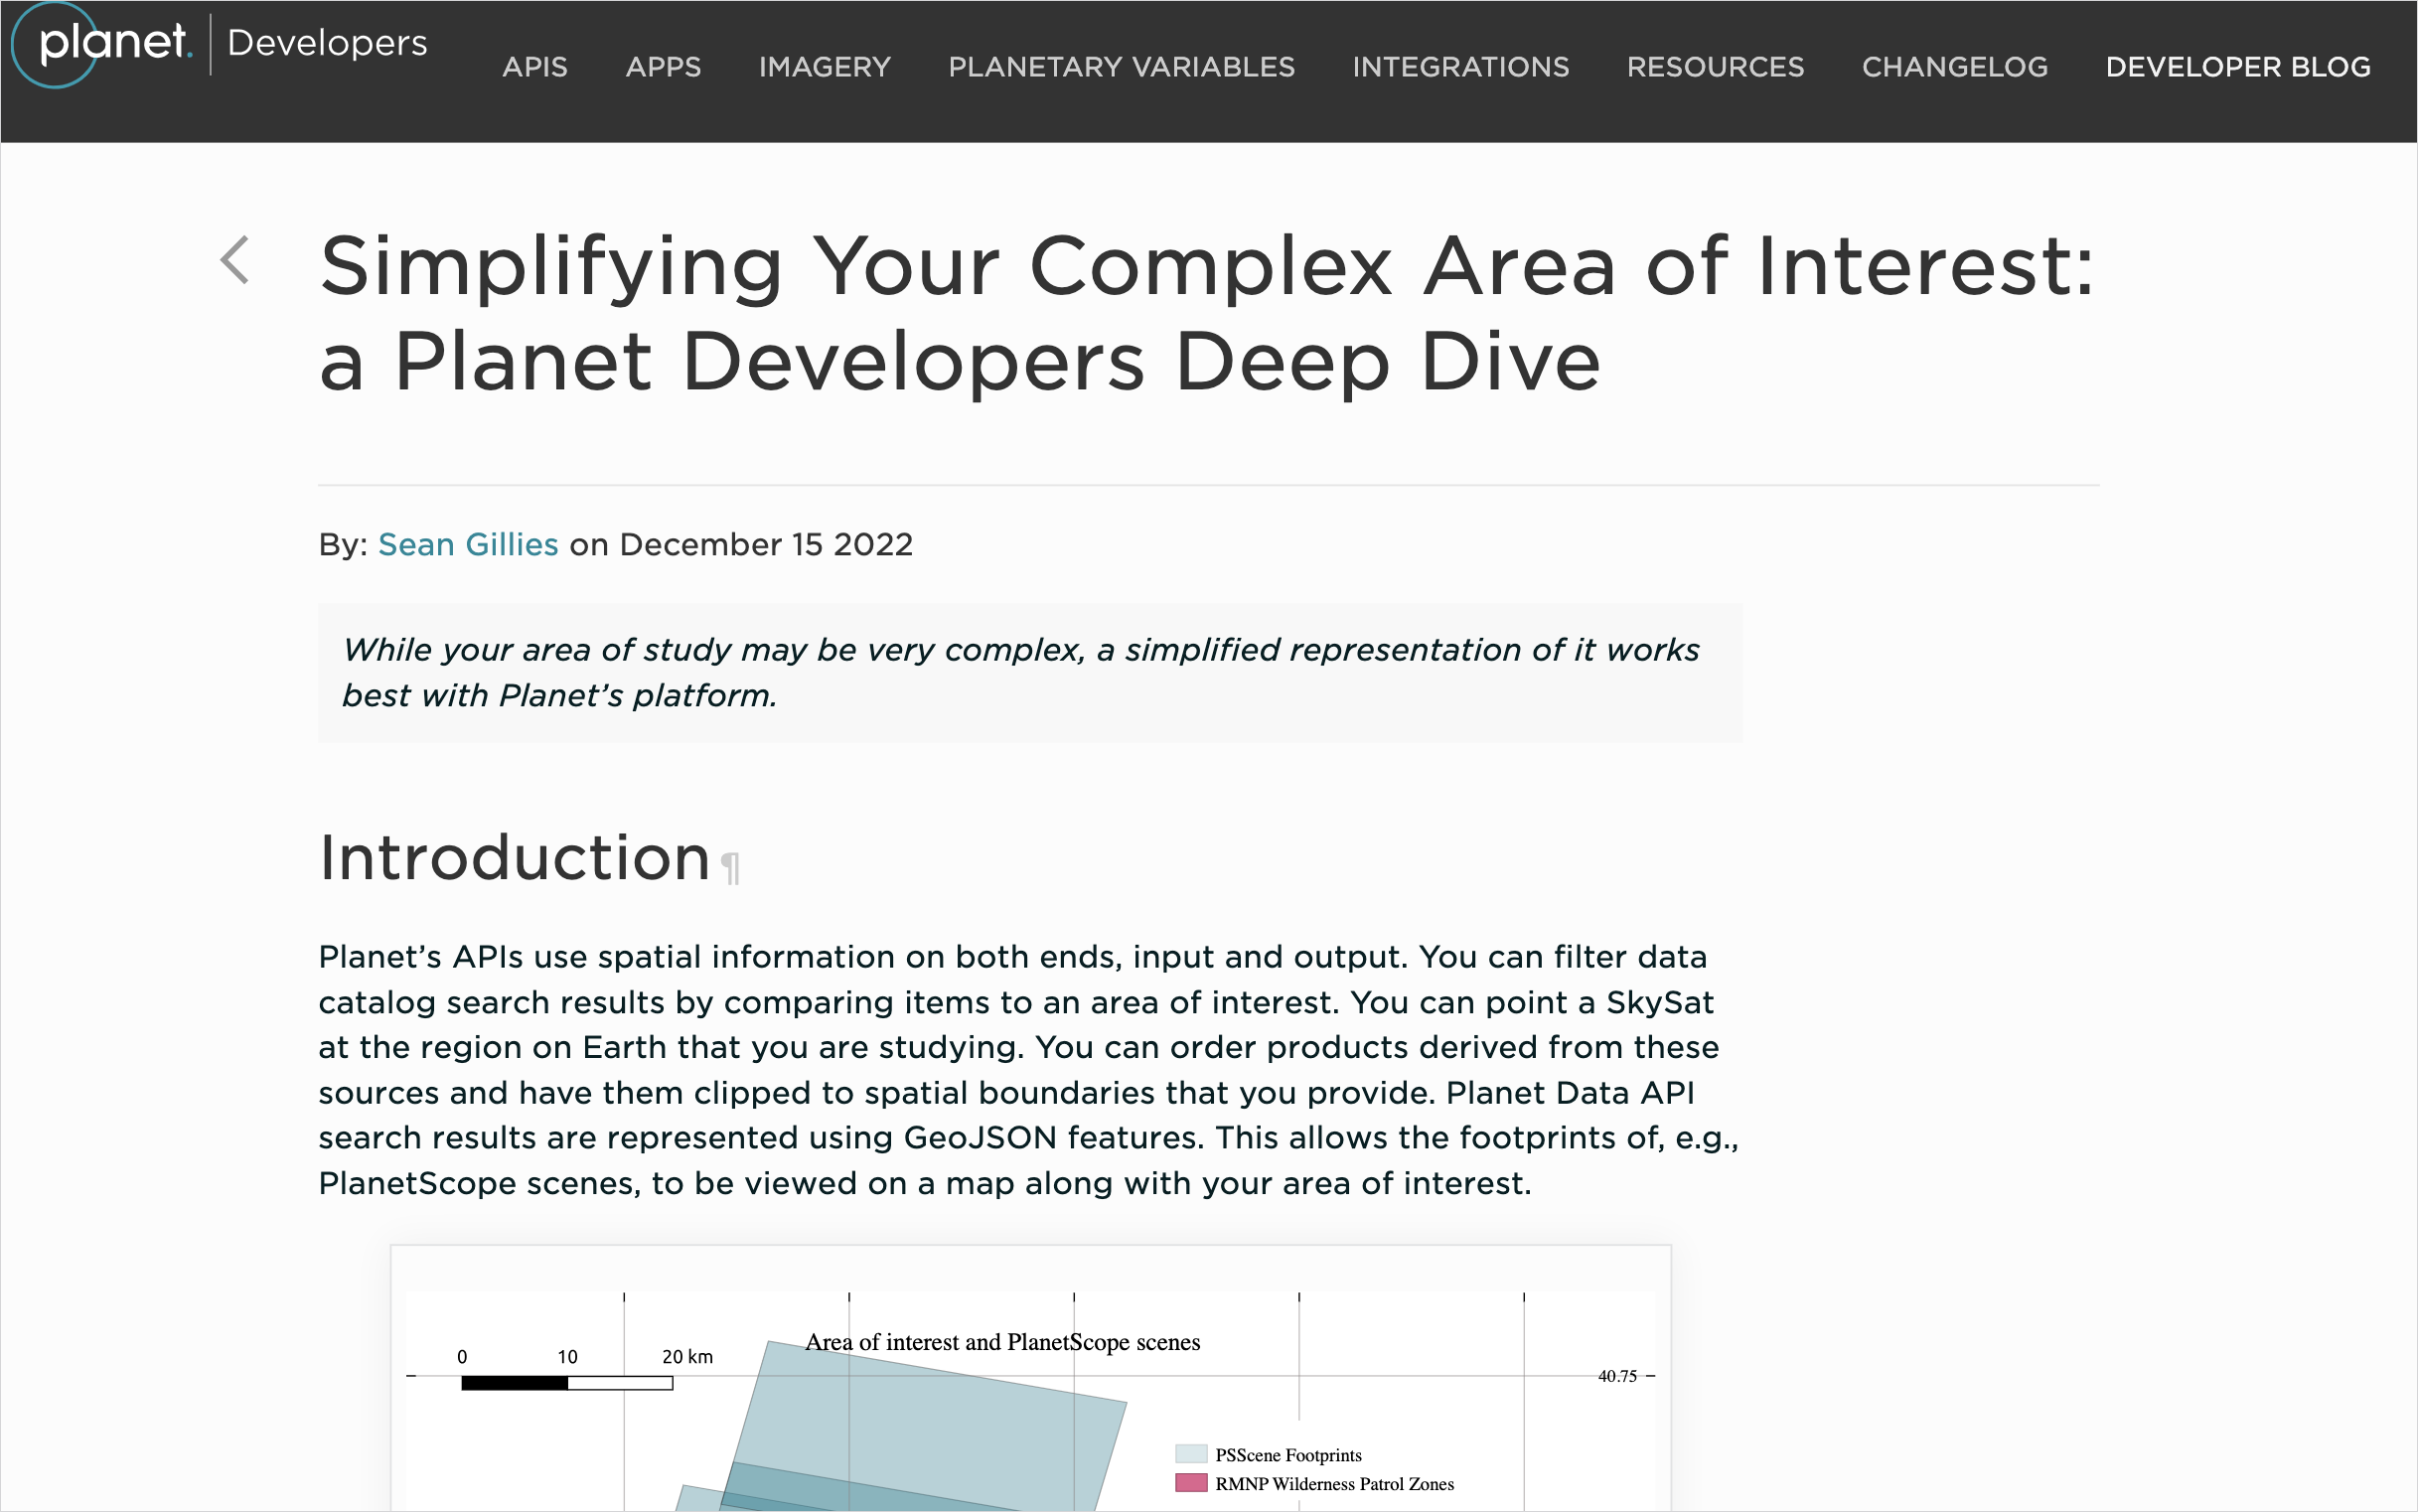 planet. Developers
APIS APPS IMAGERY PLANETARY VARIABLES INTEGRATIONS RESOURCES CHANGELOG DEVELOPER BLOG
Simplifying Your Complex Area of Interest:
a Planet Developers Deep Dive
By: Sean Gillies on December 15 2022
While your area of study may be very complex, a simplified representation of it works
best with Planet’s platform.
Introduction ¶
Planet’s APIs use spatial information on both ends, input and output. You can filter data
catalog search results by comparing items to an area of interest. You can point a SkySat
at the region on Earth that you are studying. You can order products derived from these
sources and have them clipped to spatial boundaries that you provide. Planet Data API
search results are represented using GeoJSON features. This allows the footprints of, e.g.,
PlanetScope scenes, to be viewed on a map along with your area of interest.
Area of interest and PlanetScope scenes
0 10 20 km
40.75
PSScene Footprints
RMNP Wilderness Patrol Zones